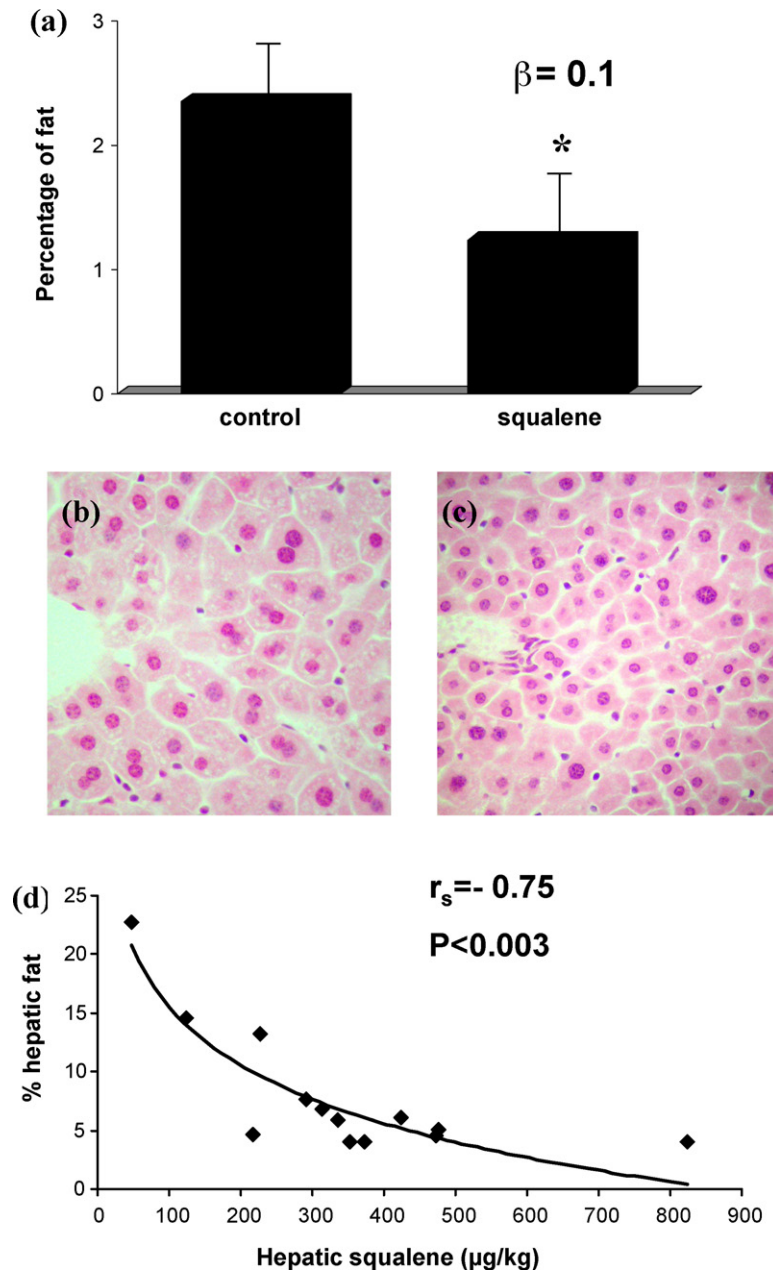 (a)
3
2
1
0
Percentage of fat
β= 0.1
*
control
squalene
(b)
(c)
(d)
25
20
15
10
5
0
% hepatic fat
rs=- 0.75
P<0.003
0 100 200 300 400 500 600 700 800 900
Hepatic squalene (µg/kg)